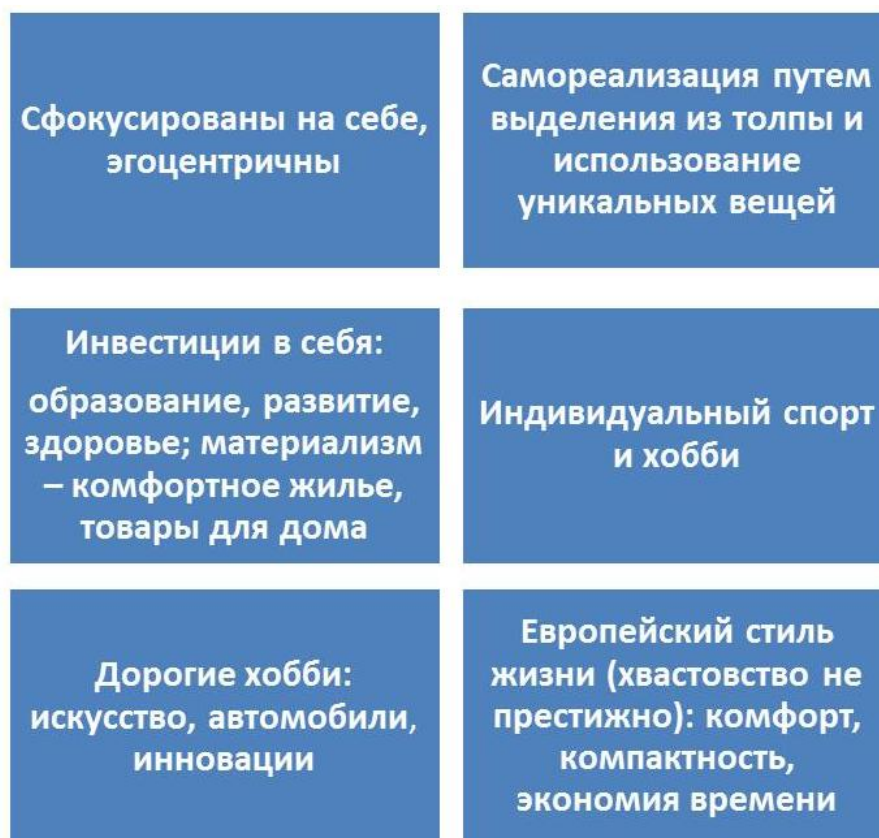 Сфокусированы на себе,
эгоцентричны
Самореализация путем
выделения из толпы и
использование
уникальных вещей
Инвестиции в себя:
образование, развитие,
здоровье; материализм
– комфортное жилье,
товары для дома
Индивидуальный спорт
и хобби
Дорогие хобби:
искусство, автомобили,
инновации
Европейский стиль
жизни (хвастовство не
престижно): комфорт,
компактность,
экономия времени